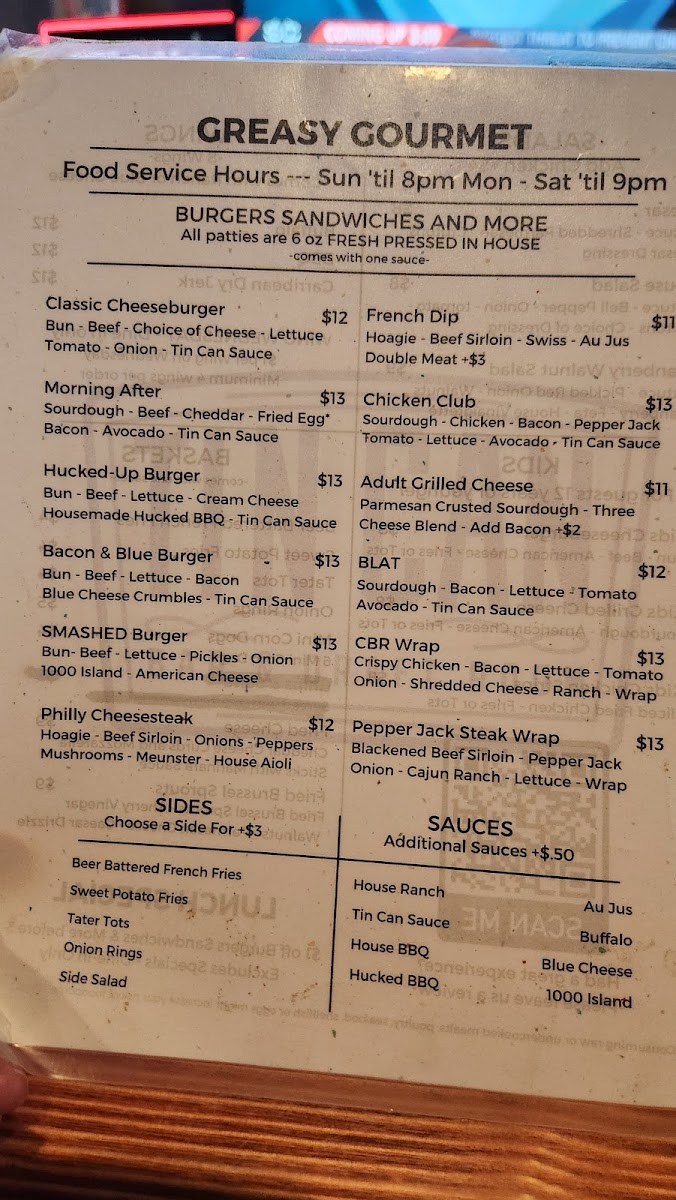 COMING UP
GREASY GOURMET
Food Service Hours --- Sun 'til 8pm Mon - Sat 'til 9pm
BURGERS SANDWICHES AND MORE
All patties are 6 oz FRESH PRESSED IN HOUSE
-comes with one sauce-
Classic Cheeseburger $12
Bun - Beef - Choice of Cheese - Lettuce
Tomato - Onion - Tin Can Sauce
Morning After $13
Sourdough - Beef - Cheddar - Fried Egg*
Bacon - Avocado - Tin Can Sauce
Hucked-Up Burger $13
Bun - Beef - Lettuce - Cream Cheese
Housemade Hucked BBQ - Tin Can Sauce
Bacon & Blue Burger $13
Bun - Beef - Lettuce - Bacon
Blue Cheese Crumbles - Tin Can Sauce
SMASHED Burger $13
Bun- Beef - Lettuce - Pickles - Onion
1000 Island - American Cheese
Philly Cheesesteak $12
Hoagie - Beef Sirloin - Onions - Peppers
Mushrooms - Meunster - House Aioli
French Dip $11
Hoagie - Beef Sirloin - Swiss - Au Jus
Double Meat +$3
Chicken Club $13
Sourdough - Chicken - Bacon - Pepper Jack
Tomato - Lettuce - Avocado - Tin Can Sauce
Adult Grilled Cheese $11
Parmesan Crusted Sourdough - Three
Cheese Blend - Add Bacon +$2
BLAT $12
Sourdough - Bacon - Lettuce - Tomato
Avocado - Tin Can Sauce
CBR Wrap $13
Crispy Chicken - Bacon - Lettuce - Tomato
Onion - Shredded Cheese - Ranch - Wrap
Pepper Jack Steak Wrap $13
Blackened Beef Sirloin - Pepper Jack
Onion - Cajun Ranch - Lettuce - Wrap
SIDES
Choose a Side For +$3
Beer Battered French Fries
Sweet Potato Fries
Tater Tots
Onion Rings
Side Salad
SAUCES
Additional Sauces +$.50
House Ranch Au Jus
Tin Can Sauce Buffalo
House BBQ Blue Cheese
Hucked BBQ 1000 Island